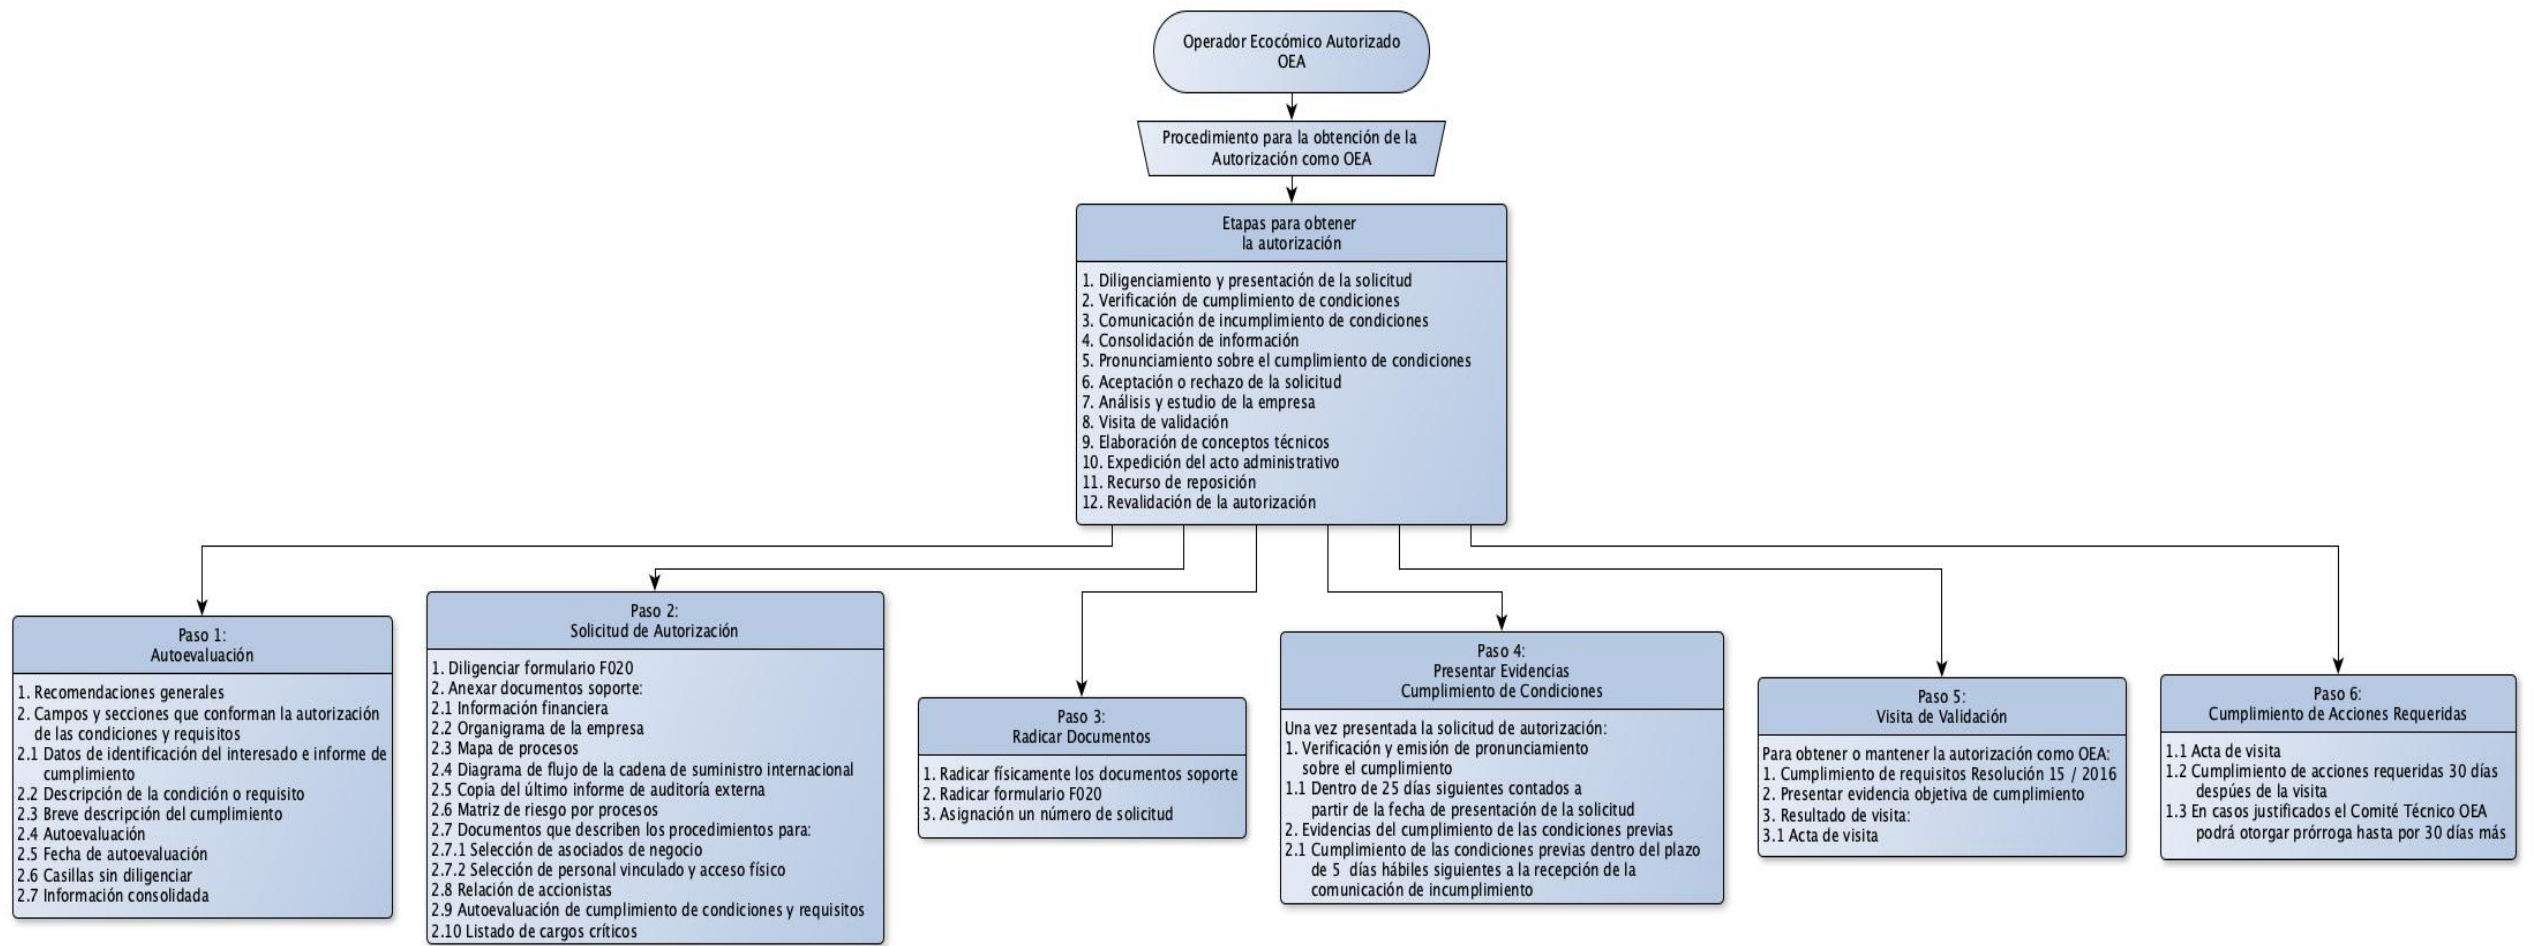 Operador Ecocómico Autorizado
OEA
Procedimiento para la obtención de la
Autorización como OEA
Etapas para obtener
la autorización
1. Diligenciamiento y presentación de la solicitud
2. Verificación de cumplimiento de condiciones
3. Comunicación de incumplimiento de condiciones
4. Consolidación de información
5. Pronunciamiento sobre el cumplimiento de condiciones
6. Aceptación o rechazo de la solicitud
7. Análisis y estudio de la empresa
8. Visita de validación
9. Elaboración de conceptos técnicos
10. Expedición del acto administrativo
11. Recurso de reposición
12. Revalidación de la autorización
Paso 1:
Autoevaluación
1. Recomendaciones generales
2. Campos y secciones que conforman la autorización
de las condiciones y requisitos
2.1 Datos de identificación del interesado e informe de
cumplimiento
2.2 Descripción de la condición o requisito
2.3 Breve descripción del cumplimiento
2.4 Autoevaluación
2.5 Fecha de autoevaluación
2.6 Casillas sin diligenciar
2.7 Información consolidada
Paso 2:
Solicitud de Autorización
1. Diligenciar formulario F020
2. Anexar documentos soporte:
2.1 Información financiera
2.2 Organigrama de la empresa
2.3 Mapa de procesos
2.4 Diagrama de flujo de la cadena de suministro internacional
2.5 Copia del último informe de auditoría externa
2.6 Matriz de riesgo por procesos
2.7 Documentos que describen los procedimientos para:
2.7.1 Selección de asociados de negocio
2.7.2 Selección de personal vinculado y acceso físico
2.8 Relación de accionistas
2.9 Autoevaluación de cumplimiento de condiciones y requisitos
2.10 Listado de cargos críticos
Paso 3:
Radicar Documentos
1. Radicar físicamente los documentos soporte
2. Radicar formulario F020
3. Asignación un número de solicitud
Paso 4:
Presentar Evidencias
Cumplimiento de Condiciones
Una vez presentada la solicitud de autorización:
1. Verificación y emisión de pronunciamiento
sobre el cumplimiento
1.1 Dentro de 25 días siguientes contados a
partir de la fecha de presentación de la solicitud
2. Evidencias del cumplimiento de las condiciones previas
2.1 Cumplimiento de las condiciones previas dentro del plazo
de 5 días hábiles siguientes a la recepción de la
comunicación de incumplimiento
Paso 5:
Visita de Validación
Para obtener o mantener la autorización como OEA:
1. Cumplimiento de requisitos Resolución 15 / 2016
2. Presentar evidencia objetiva de cumplimiento
3. Resultado de visita:
3.1 Acta de visita
Paso 6:
Cumplimiento de Acciones Requeridas
1.1 Acta de visita
1.2 Cumplimiento de acciones requeridas 30 días
despúes de la visita
1.3 En casos justificados el Comité Técnico OEA
podrá otorgar prórroga hasta por 30 días más